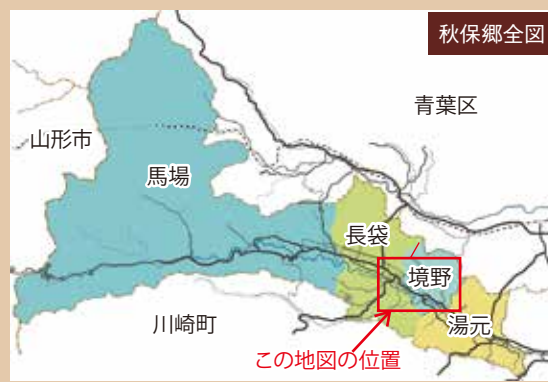 秋保郷全図
青葉区
山形市
馬場
長袋
境野
湯元
川崎町
この地図の位置